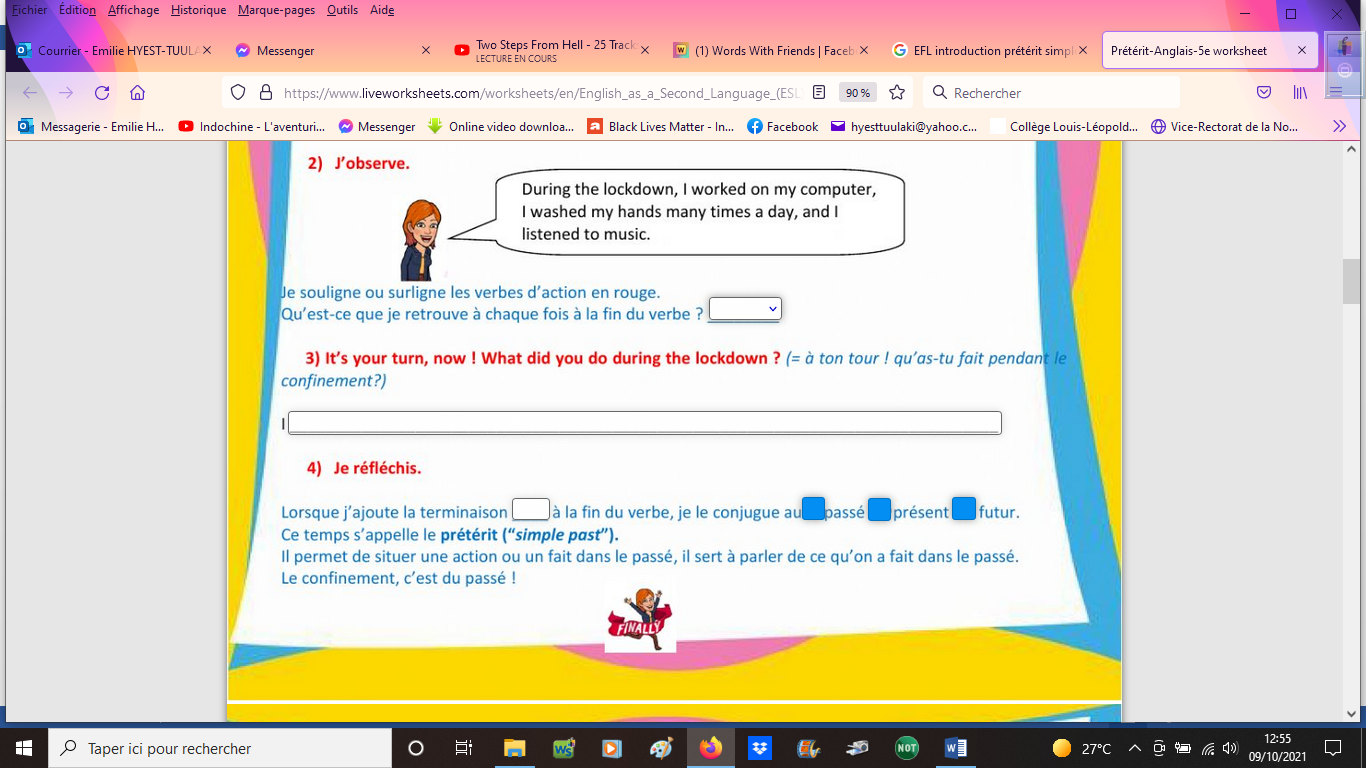 Fichier Édition Affichage Historique Marque-pages Outils Aide
Courrier - Emilie HYEST-TUULA
Messenger
Two Steps From Hell - 25 Track
LECTURE EN COURS
(1) Words With Friends | Faceb
EFL introduction prétérit simpl
Prétérit-Anglais-5e worksheet
https://www.liveworksheets.com/worksheets/en/English_as_a_Second_Language_(ESL
90 %
Rechercher
Messagerie - Emilie H...
Indochine - L'aventuri...
Messenger
Online video downloa...
Black Lives Matter - In...
Facebook
hyesttuulaki@yahoo.c...
Collège Louis-Léopold...
Vice-Rectorat de la No...
2) J’observe.
During the lockdown, I worked on my computer,
I washed my hands many times a day, and I
listened to music.
Je souligne ou surligne les verbes d’action en rouge.
Qu’est-ce que je retrouve à chaque fois à la fin du verbe ?
3) It’s your turn, now ! What did you do during the lockdown ? (= à ton tour ! qu’as-tu fait pendant le
confinement?)
I
4) Je réfléchis.
Lorsque j’ajoute la terminaison à la fin du verbe, je le conjugue au passé présent futur.
Ce temps s’appelle le prétérit (“simple past”).
Il permet de situer une action ou un fait dans le passé, il sert à parler de ce qu’on a fait dans le passé.
Le confinement, c’est du passé !
FINALLY
Taper ici pour rechercher
NOT
27°C
12:55
09/10/2021